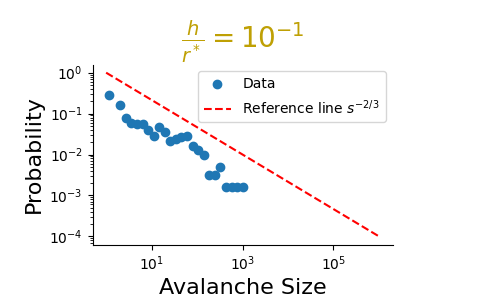 $\frac{h}{r^*} = 10^{-1}$
Data
Reference line $s^{-2/3}$
Probability
$10^0$
$10^{-1}$
$10^{-2}$
$10^{-3}$
$10^{-4}$
$10^1$ $10^3$ $10^5$
Avalanche Size